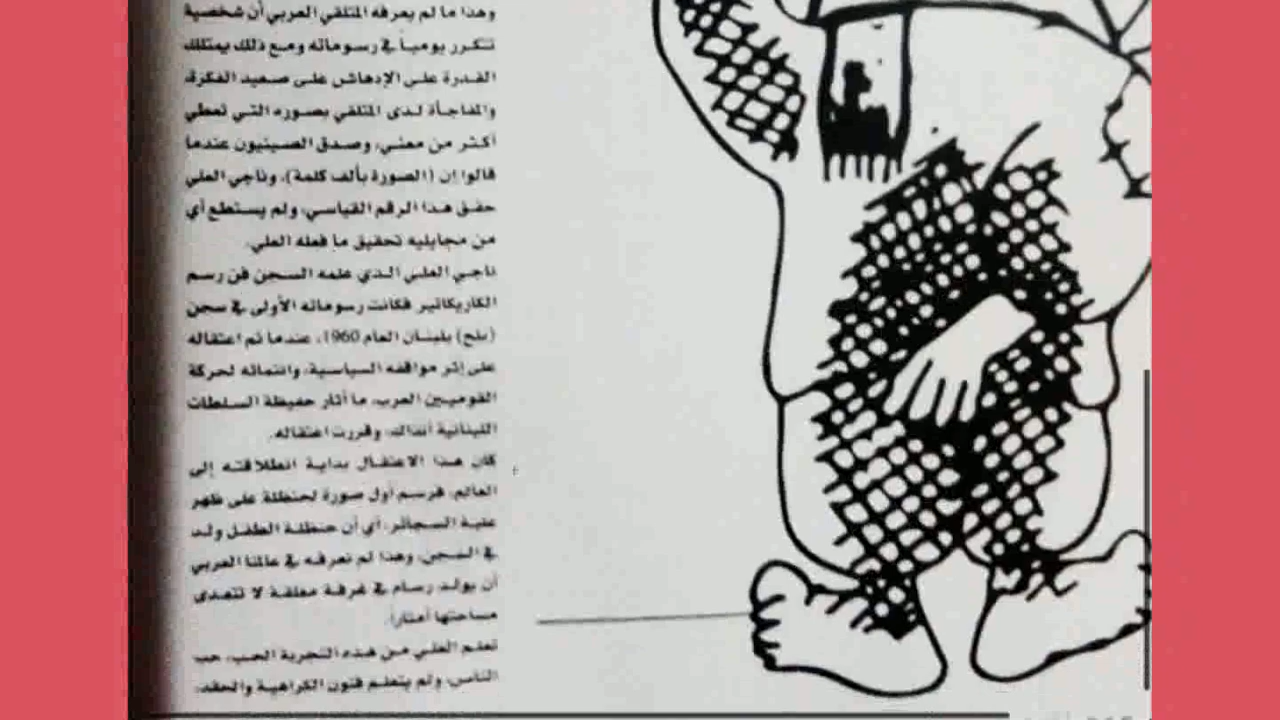 وهذا ما لم يعرفه المتلقي العربي أن شخصية
تتكرر يومياً في رسوماته ومع ذلك يمتلك
القدرة على الإدهاش على صعيد الفكرة،
والمفاجأة لدى المتلقي بصوره التي تعطي
أكثر من معنى، وصدق الصينيون عندما
قالوا إن (الصورة بألف كلمة)، وناجي العلي
حقق هذا الرقم القياسي، ولم يستطع أي
من مجايليه تحقيق ما فعله العلي.
ناجي العلي الذي علمه السجن فن رسم
الكاريكاتير فكانت رسوماته الأولى في سجن
(بلح) بلبنان العام 1960، عندما تم اعتقاله
على إثر مواقفه السياسية، وانتمائه لحركة
القوميين العرب، ما أثار حفيظة السلطات
اللبنانية آنذاك، وقررت اعتقاله.
كان هذا الاعتقال بداية انطلاقته إلى
العالم، فرسم أول صورة لحنظلة على ظهر
علبة السجائر، أي أن حنظلة الطفل ولد
في السجن، وهذا لم نعرفه في عالمنا العربي
أن يولد رسام في غرفة مغلقة لا تتعدى
مساحتها أمتاراً.
تعلم العلي من هذه التجربة الحب، حب
الناس، ولم يتعلم فنون الكراهية والحقد،